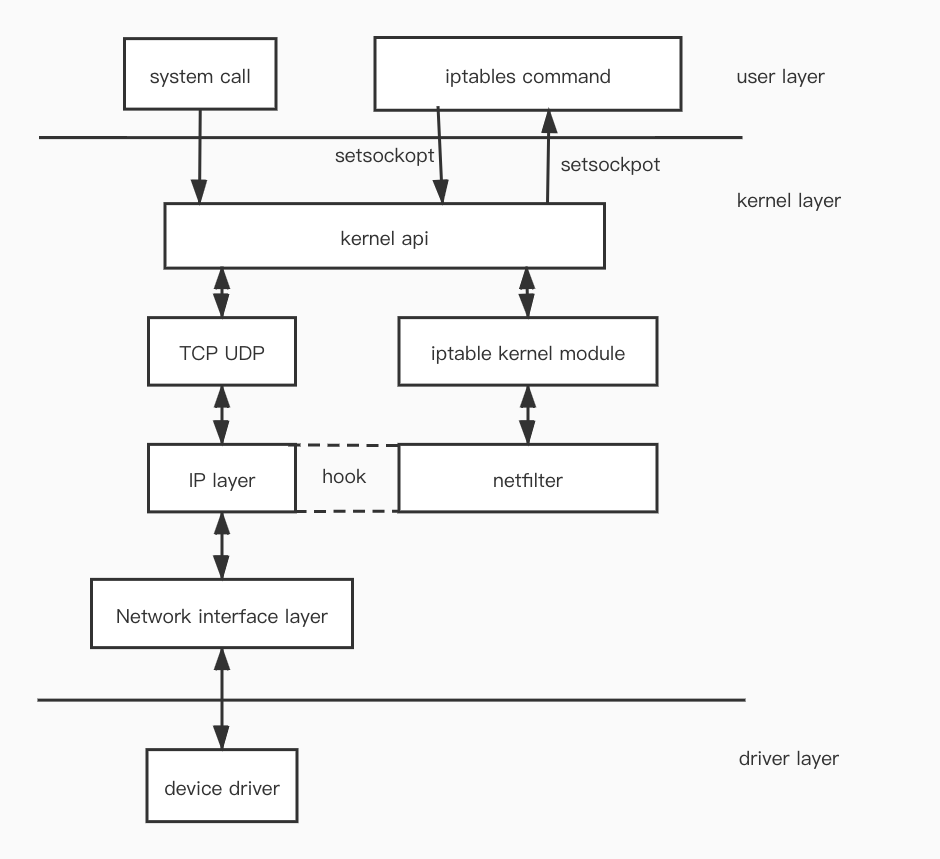 system call
iptables command
user layer
setsockopt
setsockpot
kernel layer
kernel api
TCP UDP
iptable kernel module
IP layer
hook
netfilter
Network interface layer
driver layer
device driver